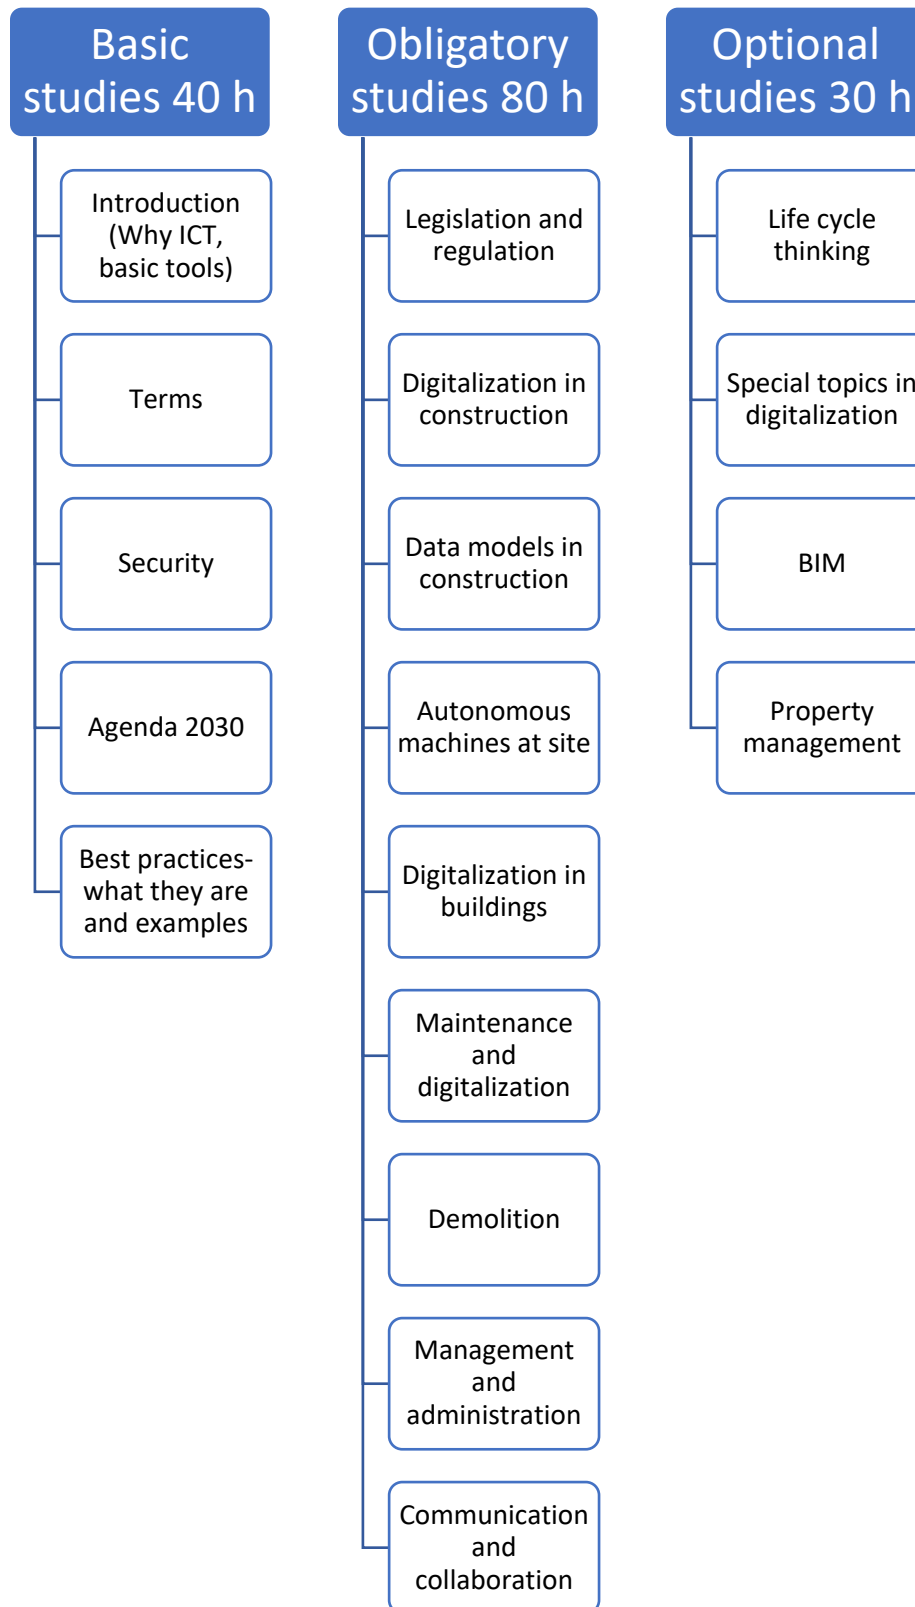 Basic
studies 40 h
Introduction
(Why ICT,
basic tools)
Terms
Security
Agenda 2030
Best practices-
what they are
and examples
Obligatory
studies 80 h
Legislation and
regulation
Digitalization in
construction
Data models in
construction
Autonomous
machines at site
Digitalization in
buildings
Maintenance
and
digitalization
Demolition
Management
and
administration
Communication
and
collaboration
Optional
studies 30 h
Life cycle
thinking
Special topics in
digitalization
BIM
Property
management